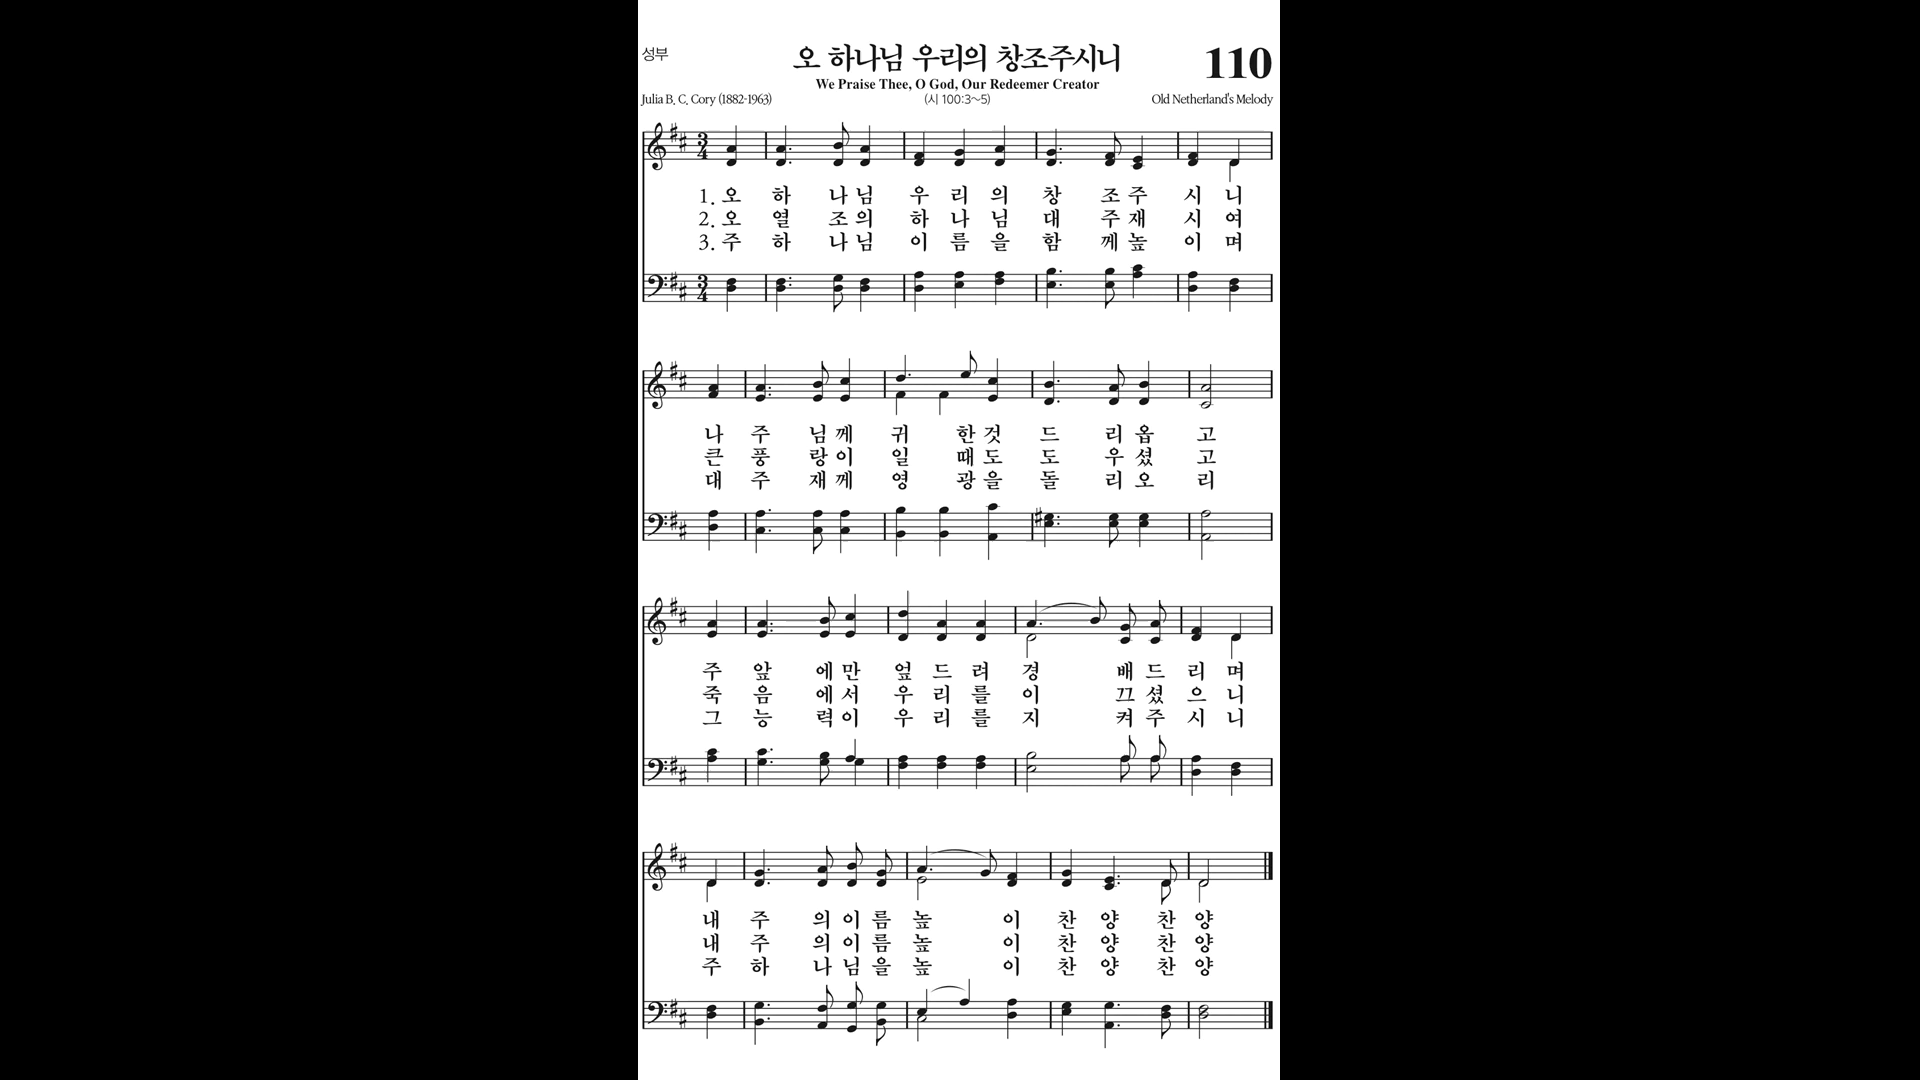 성부
오 하나님 우리의 창조주시니
110
We Praise Thee, O God, Our Redeemer Creator
Julia B. C. Cory (1882-1963)
(시 100:3~5)
Old Netherland's Melody
1. 오 하 나 님 우 리 의 창 조 주 시 니
2. 오 열 조 의 하 나 님 대 주 재 시 여
3. 주 하 나 님 이 름 을 함 께 높 이 며
나 주 님 께 귀 한 것 드 리 옵 고
큰 풍 랑 이 일 때 도 도 우 셨 고
대 주 재 께 영 광 을 돌 리 오 리
주 앞 에 만 엎 드 려 경 배 드 리 며
죽 음 에 서 우 리 를 이 끄 셨 으 니
그 능 력 이 우 리 를 지 켜 주 시 니
내 주 의 이 름 높 이 찬 양 찬 양
내 주 의 이 름 높 이 찬 양 찬 양
주 하 나 님 을 높 이 찬 양 찬 양